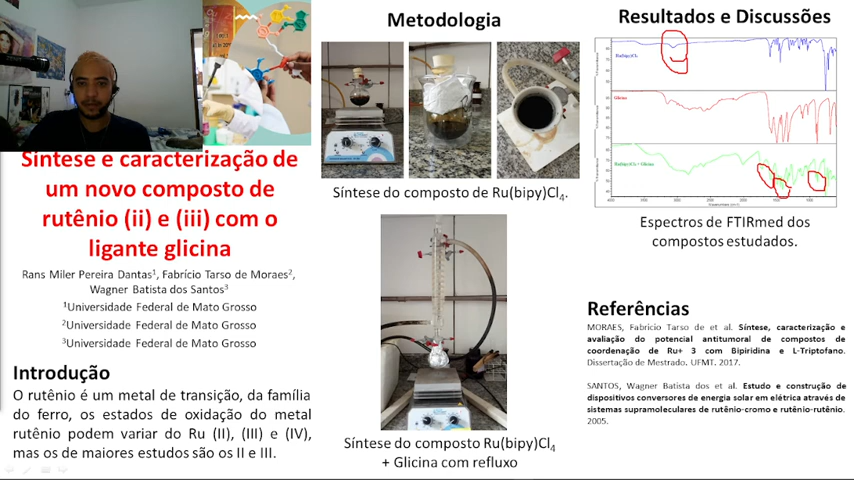 Síntese e caracterização de
um novo composto de
rutênio (ii) e (iii) com o
ligante glicina
Rans Miler Pereira Dantas¹, Fabrício Tarso de Moraes²,
Wagner Batista dos Santos³
¹Universidade Federal de Mato Grosso
²Universidade Federal de Mato Grosso
³Universidade Federal de Mato Grosso
Introdução
O rutênio é um metal de transição, da família
do ferro, os estados de oxidação do metal
rutênio podem variar do Ru (II), (III) e (IV),
mas os de maiores estudos são os II e III.
Metodologia
Síntese do composto de Ru(bipy)Cl₄.
Síntese do composto Ru(bipy)Cl₄
+ Glicina com refluxo
Resultados e Discussões
Ru(bipy)Cl₄
Glicina
Ru(bipy)Cl₄ + Glicina
Espectros de FTIRmed dos
compostos estudados.
Referências
MORAES, Fabricio Tarso de et al. Síntese, caracterização e
avaliação do potencial antitumoral de compostos de
coordenação de Ru+ 3 com Bipiridina e L-Triptofano.
Dissertação de Mestrado. UFMT. 2017.
SANTOS, Wagner Batista dos et al. Estudo e construção de
dispositivos conversores de energia solar em elétrica através de
sistemas supramoleculares de rutênio-cromo e rutênio-rutênio.
2005.